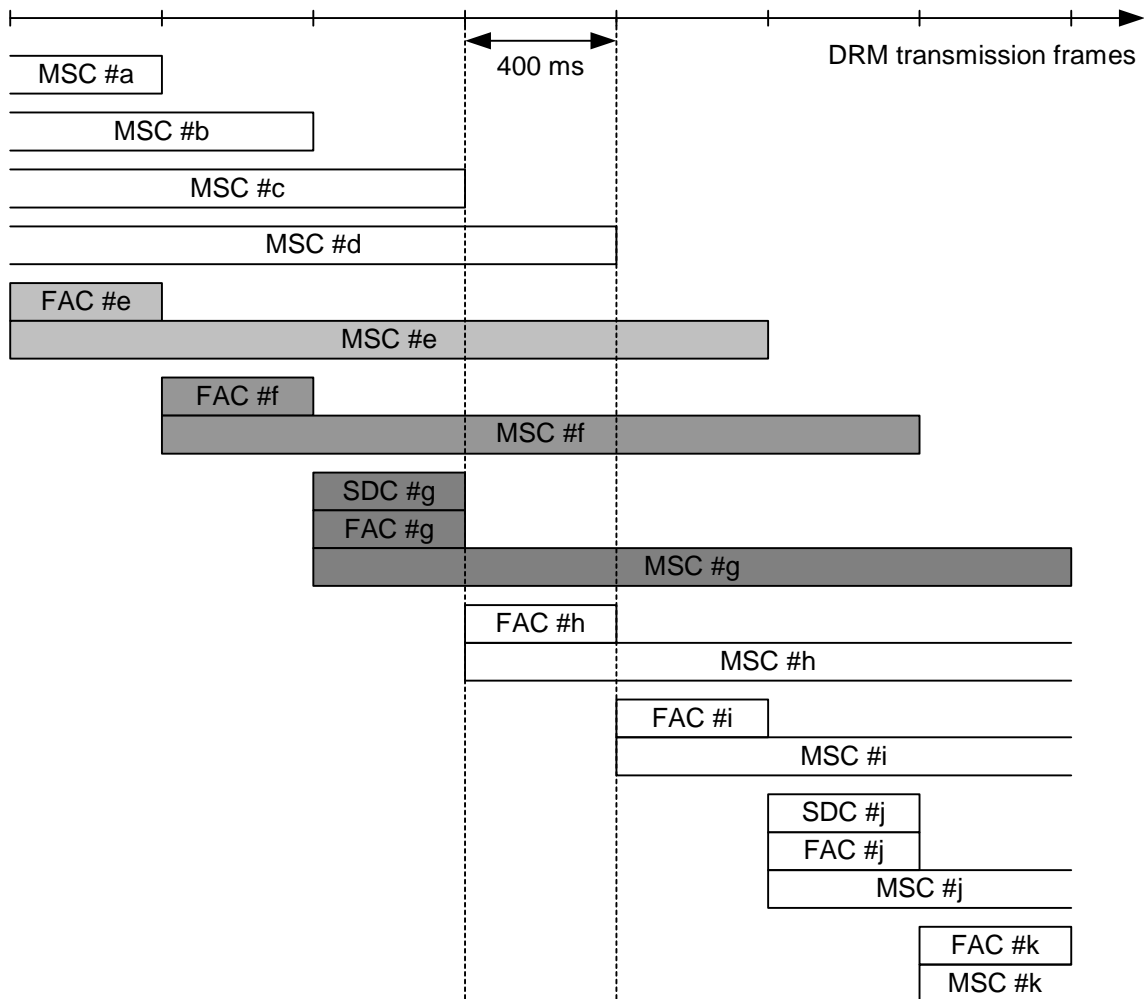 DRM transmission frames
400 ms
MSC #a
MSC #b
MSC #c
MSC #d
FAC #e
MSC #e
FAC #f
MSC #f
SDC #g
FAC #g
MSC #g
FAC #h
MSC #h
FAC #i
MSC #i
SDC #j
FAC #j
MSC #j
FAC #k
MSC #k